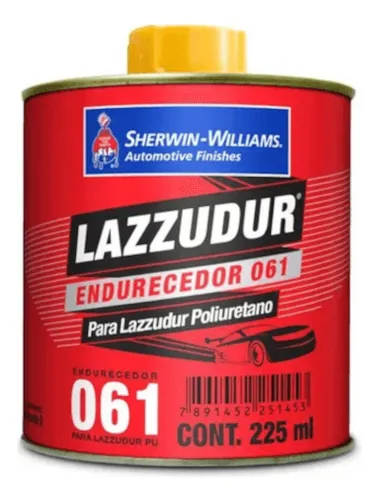 SHERWIN-WILLIAMS®
Automotive Finishes
LAZZUDUR®
ENDURECEDOR 061
Para Lazzudur Poliuretano
ENDURECEDOR
061
PARA LAZZUDUR PU
7 891452 251453
CONT. 225 ml